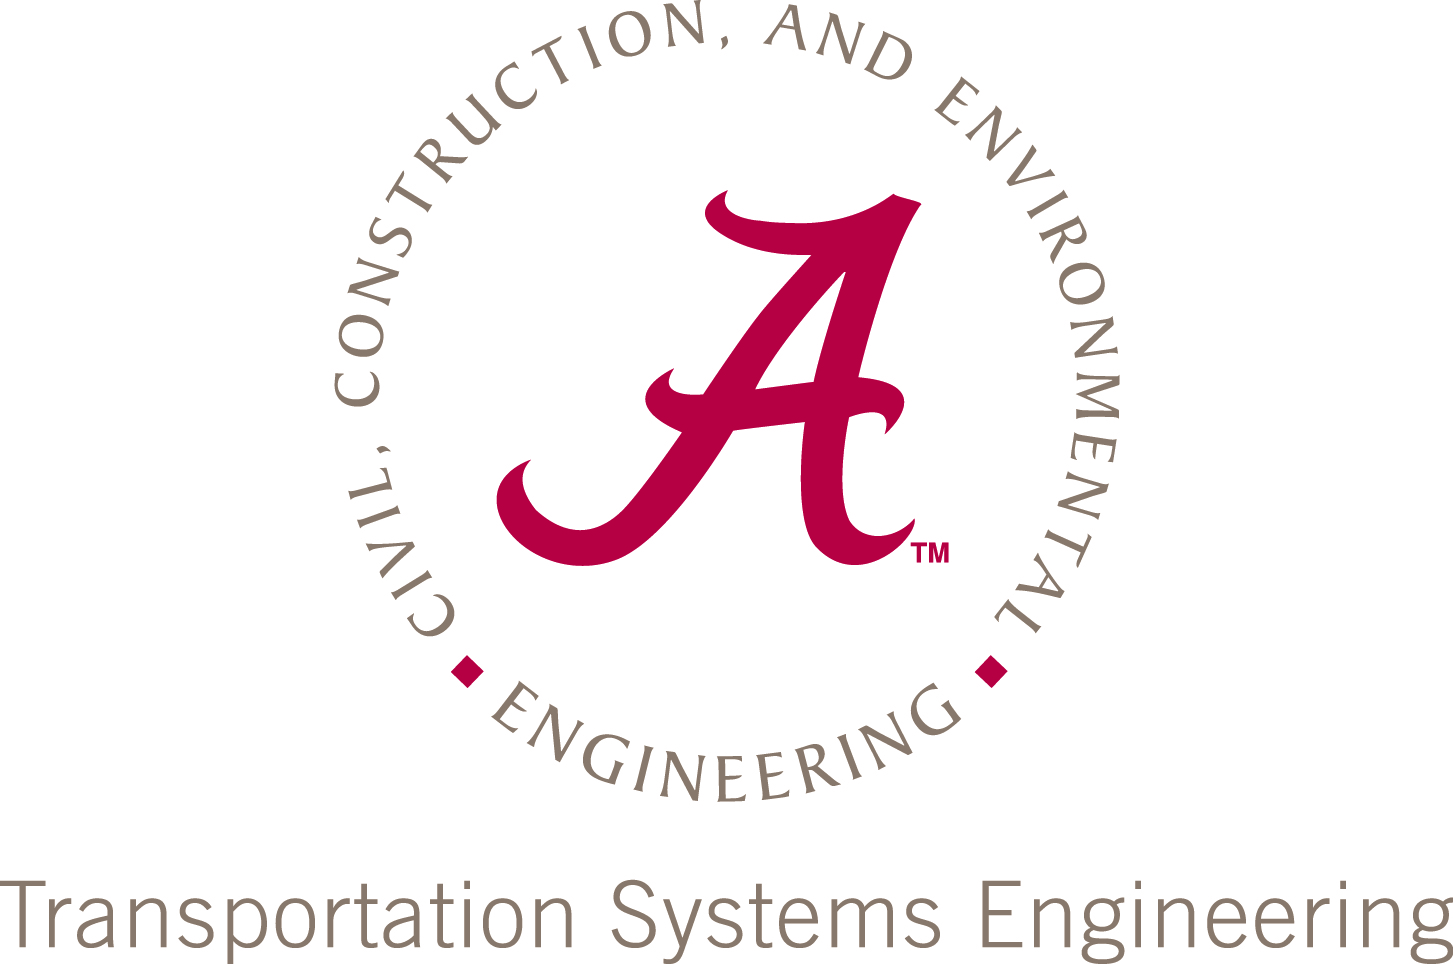 CIVIL, CONSTRUCTION, AND ENVIRONMENTAL
ENGINEERING
A
TM
Transportation Systems Engineering